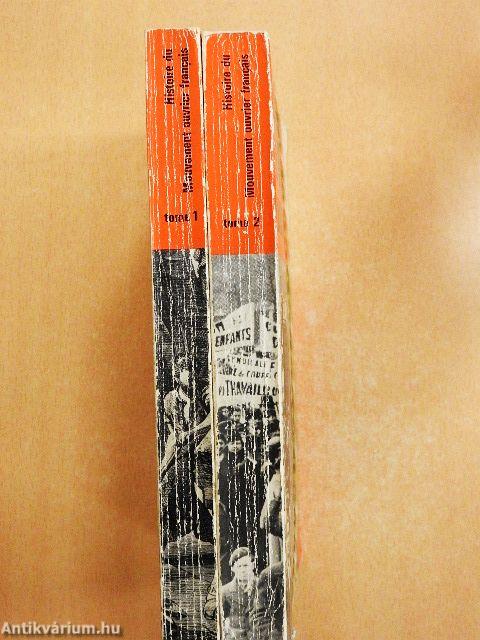 Histoire du
Mouvement ouvrier français
tome 1
Histoire du
Mouvement ouvrier français
tome 2
ENFANTS
TRAVAIL
Antikvárium.hu